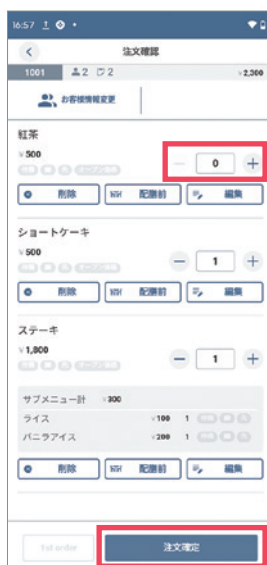 16:57
注文確認
1001 2 2 ¥2,300
お客様情報変更
紅茶
¥500
0
削除 配膳前 編集
ショートケーキ
¥500
1
削除 配膳前 編集
ステーキ
¥1,800
1
サブメニュー計 ¥300
ライス ¥100 1
バニラアイス ¥200 1
削除 配膳前 編集
1st order 注文確定